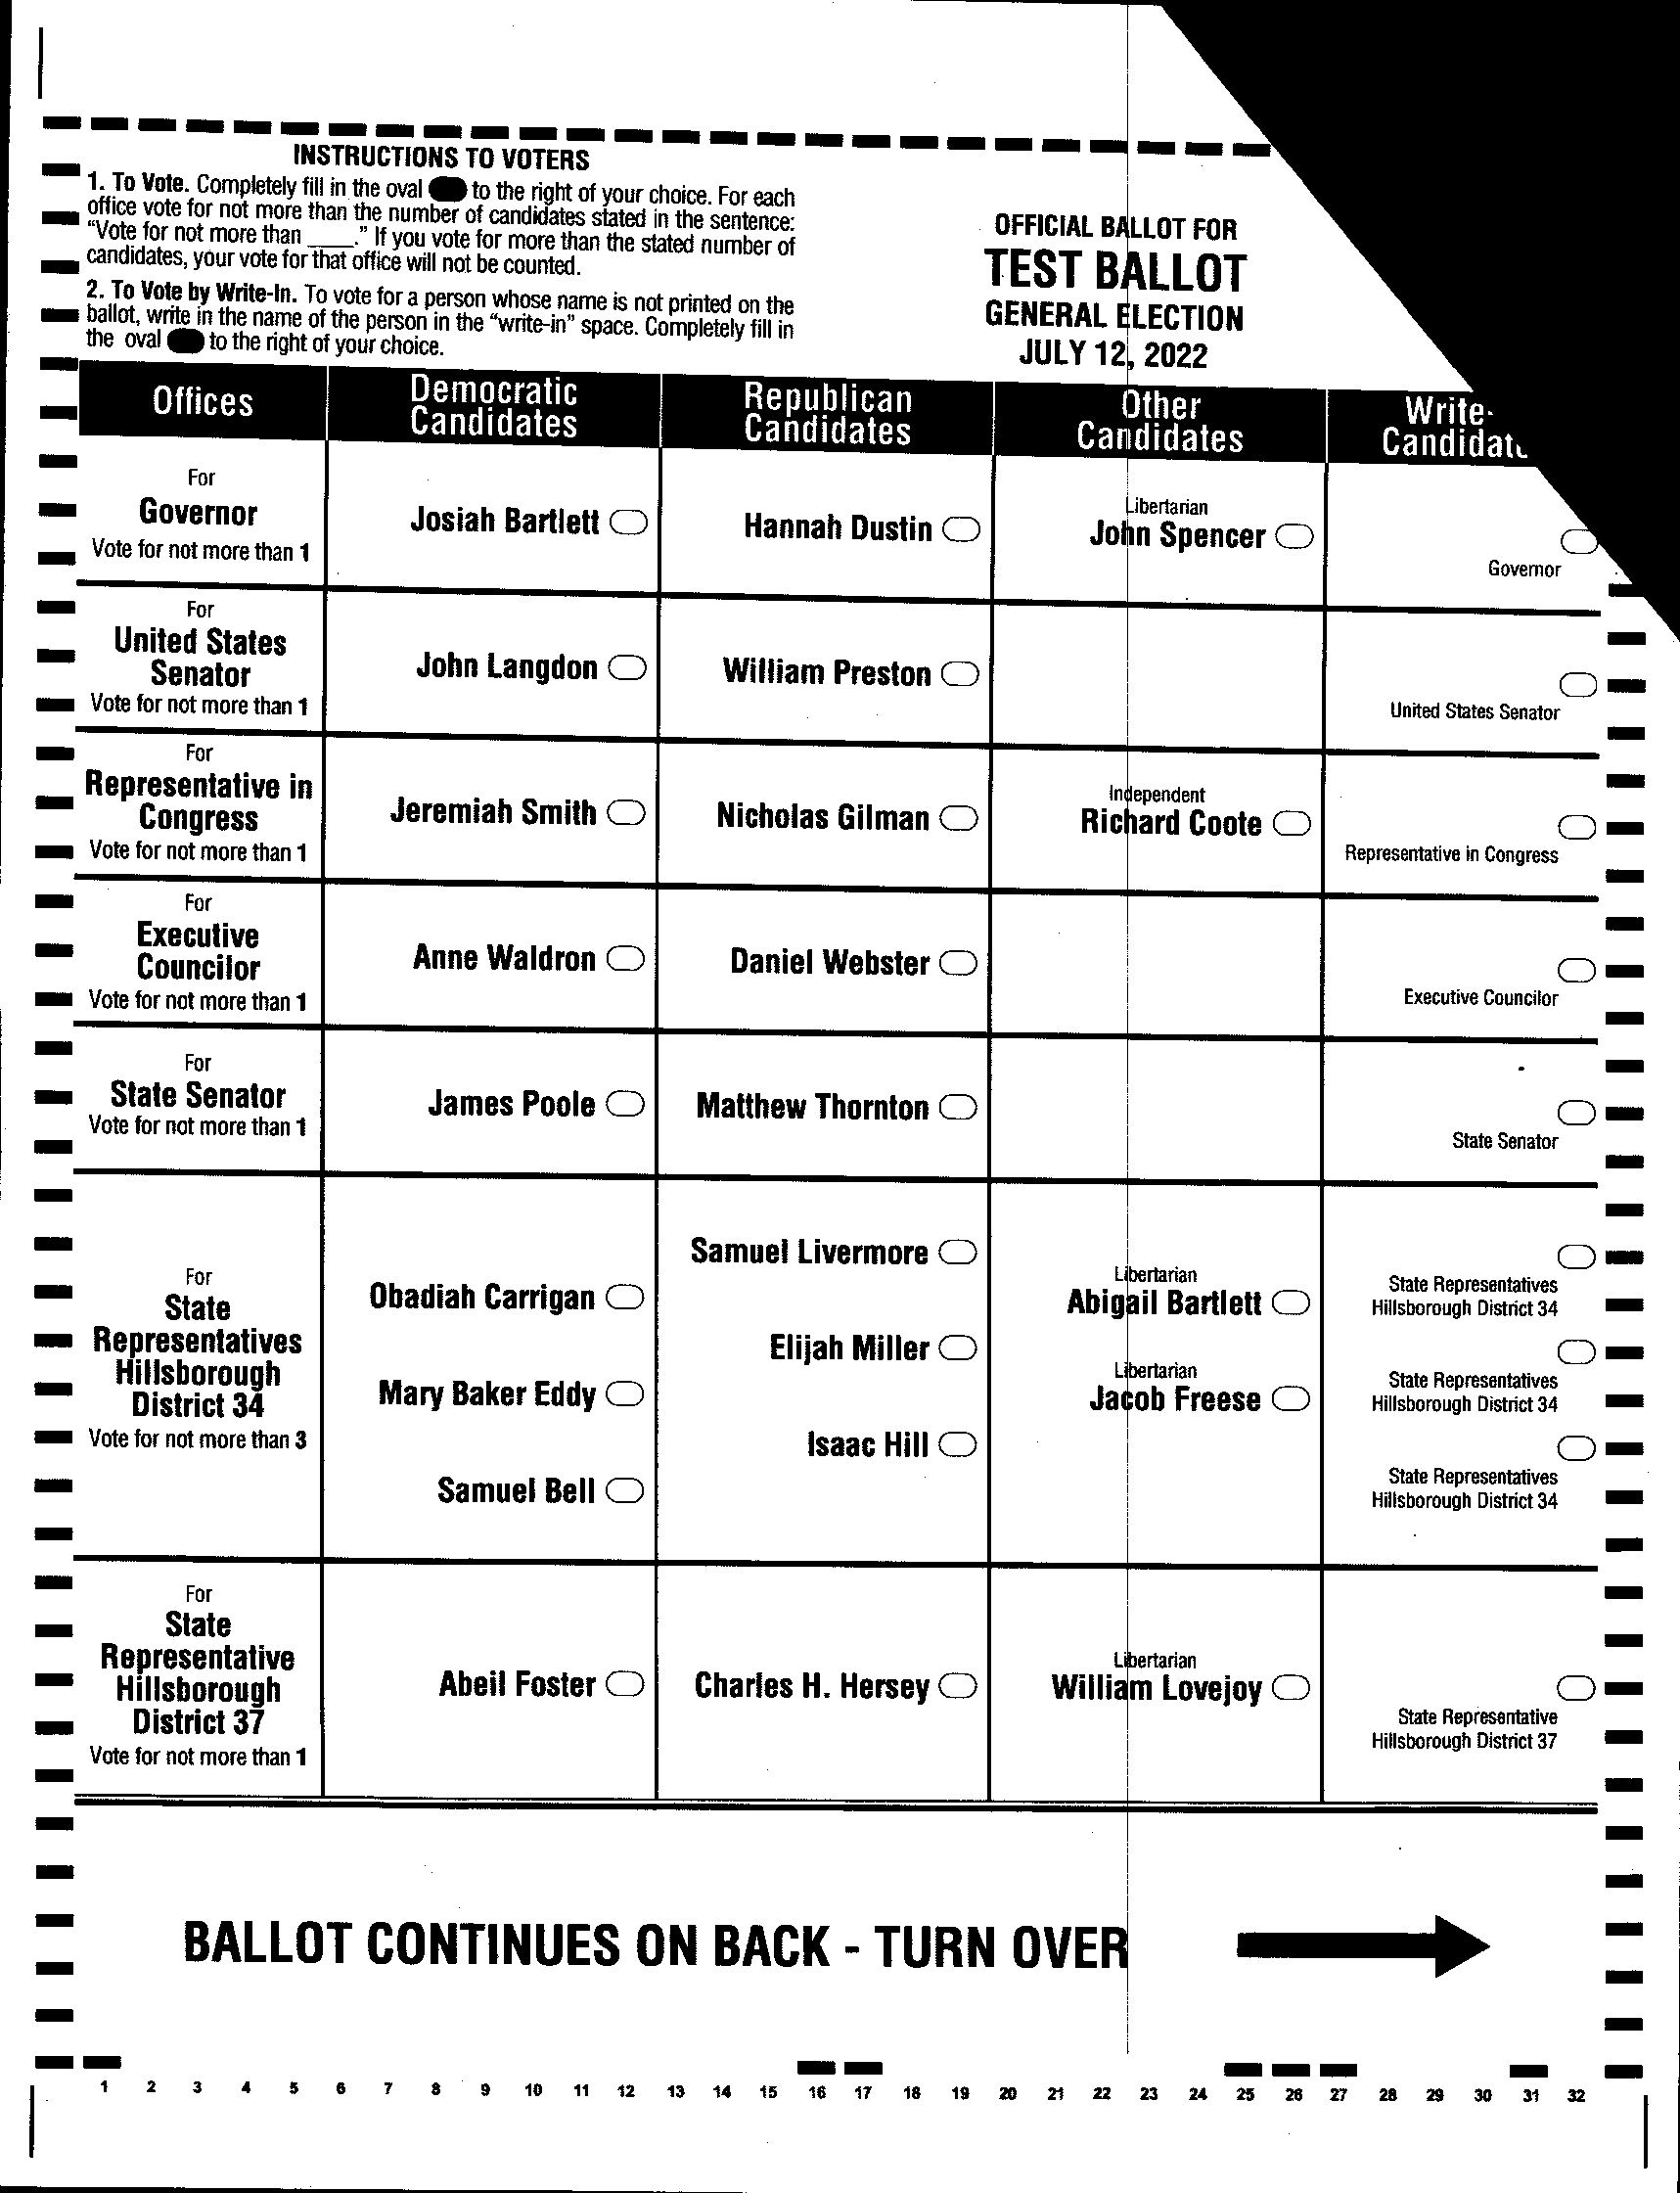 INSTRUCTIONS TO VOTERS
1. To Vote. Completely fill in the oval to the right of your choice. For each
office vote for not more than the number of candidates stated in the sentence:
"Vote for not more than ____." If you vote for more than the stated number of
candidates, your vote for that office will not be counted.
2. To Vote by Write-In. To vote for a person whose name is not printed on the
ballot, write in the name of the person in the "write-in" space. Completely fill in
the oval to the right of your choice.
OFFICIAL BALLOT FOR
TEST BALLOT
GENERAL ELECTION
JULY 12, 2022
Offices
Democratic
Candidates
Republican
Candidates
Other
Candidates
Write-
Candidat
For
Governor
Vote for not more than 1
Josiah Bartlett
Hannah Dustin
Libertarian
John Spencer
Governor
For
United States
Senator
Vote for not more than 1
John Langdon
William Preston
United States Senator
For
Representative in
Congress
Vote for not more than 1
Jeremiah Smith
Nicholas Gilman
Independent
Richard Coote
Representative in Congress
For
Executive
Councilor
Vote for not more than 1
Anne Waldron
Daniel Webster
Executive Councilor
For
State Senator
Vote for not more than 1
James Poole
Matthew Thornton
State Senator
For
State
Representatives
Hillsborough
District 34
Vote for not more than 3
Obadiah Carrigan
Mary Baker Eddy
Samuel Bell
Samuel Livermore
Elijah Miller
Isaac Hill
Libertarian
Abigail Bartlett
Libertarian
Jacob Freese
State Representatives
Hillsborough District 34
State Representatives
Hillsborough District 34
State Representatives
Hillsborough District 34
For
State
Representative
Hillsborough
District 37
Vote for not more than 1
Abeil Foster
Charles H. Hersey
Libertarian
William Lovejoy
State Representative
Hillsborough District 37
BALLOT CONTINUES ON BACK - TURN OVER
1 2 3 4 5 6 7 8 9 10 11 12 13 14 15 16 17 18 19 20 21 22 23 24 25 26 27 28 29 30 31 32